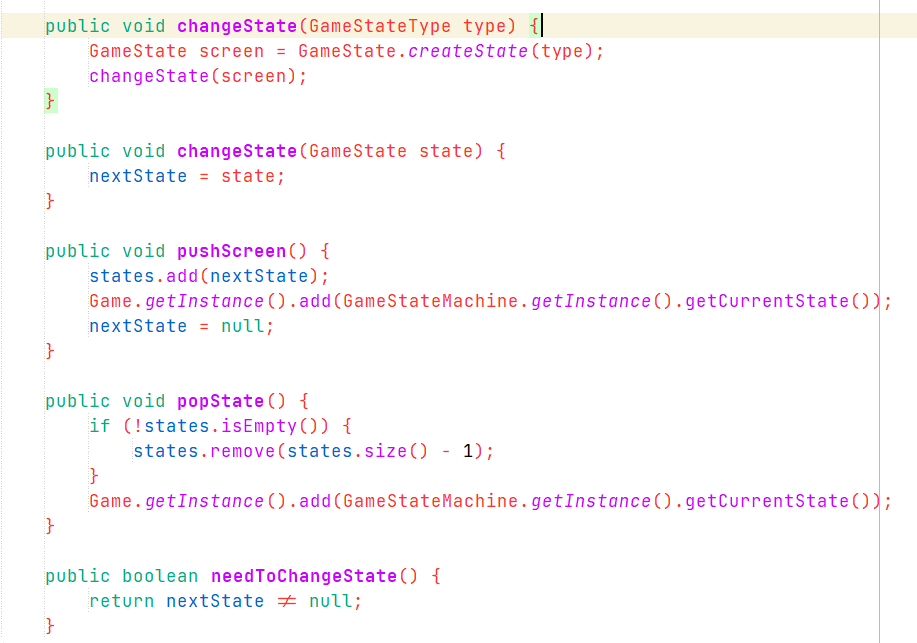 public void changeState(GameStateType type) {
GameState screen = GameState.createState(type);
changeState(screen);
}
public void changeState(GameState state) {
nextState = state;
}
public void pushScreen() {
states.add(nextState);
Game.getInstance().add(GameStateMachine.getInstance().getCurrentState());
nextState = null;
}
public void popState() {
if (!states.isEmpty()) {
states.remove(states.size() - 1);
}
Game.getInstance().add(GameStateMachine.getInstance().getCurrentState());
}
public boolean needToChangeState() {
return nextState ≠ null;
}